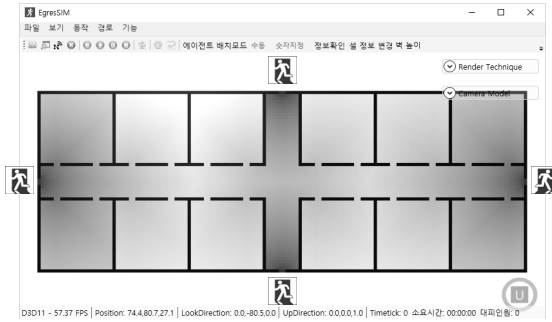 EgresSIM
파일 보기 동작 경로 기능
에이전트 배치모드 수동 숫자지정 정보확인 셀 정보 변경 벽 높이
Render Technique
Camera Model
U
D3D11 - 57.37 FPS Position: 74.4,80.7,27.1 LookDirection: 0.0,-80.5,0.0 UpDirection: 0.0,0.0,1.0 Timetick: 0 소요시간: 00:00:00 대피인원: 0